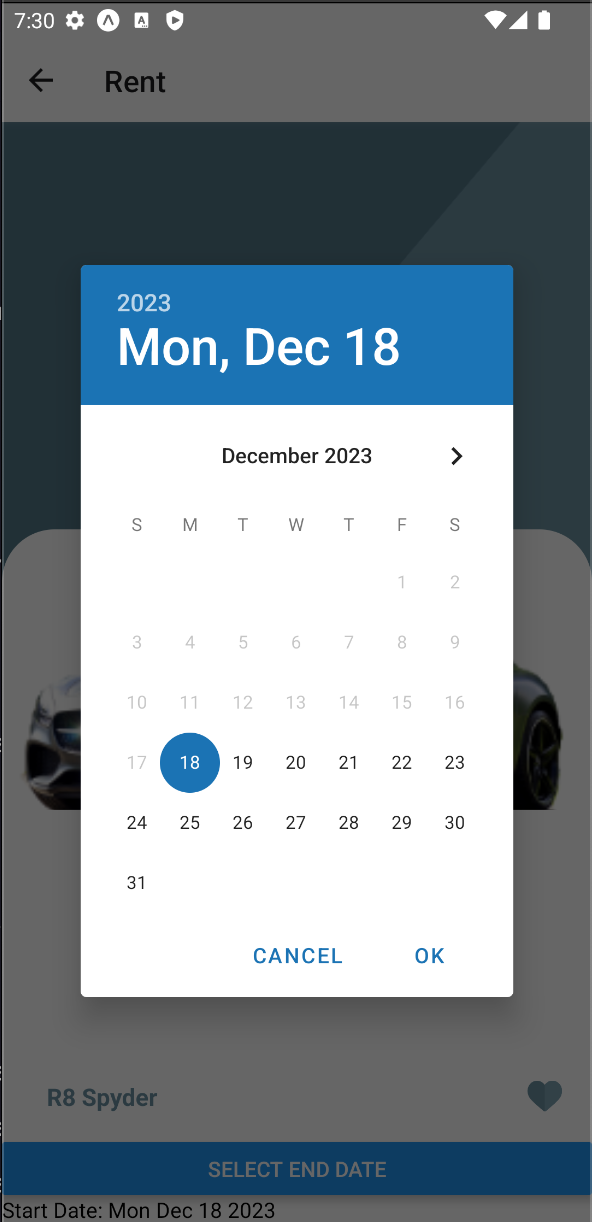 7:30
Rent
2023
Mon, Dec 18
December 2023
S M T W T F S
1 2
3 4 5 6 7 8 9
10 11 12 13 14 15 16
17 18 19 20 21 22 23
24 25 26 27 28 29 30
31
CANCEL OK
R8 Spyder
SELECT END DATE
Start Date: Mon Dec 18 2023